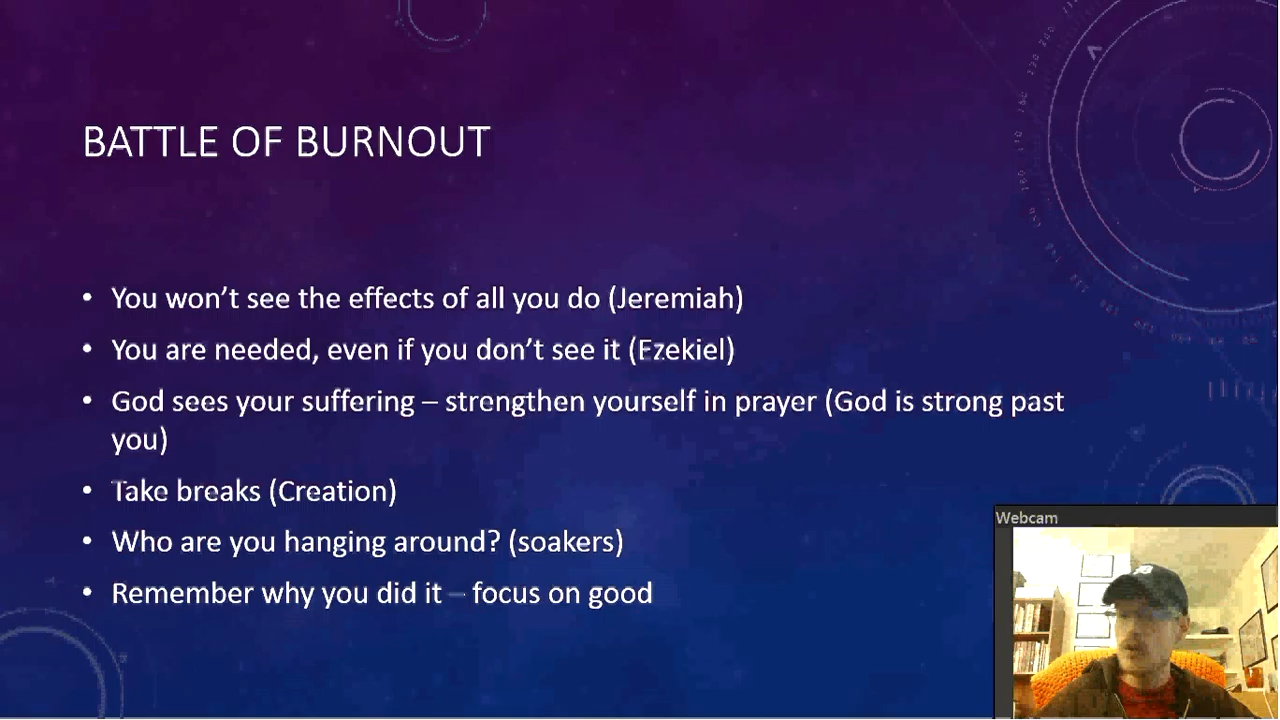 BATTLE OF BURNOUT
• You won't see the effects of all you do (Jeremiah)
• You are needed, even if you don't see it (Ezekiel)
• God sees your suffering – strengthen yourself in prayer (God is strong past
you)
• Take breaks (Creation)
• Who are you hanging around? (soakers)
• Remember why you did it – focus on good
Webcam